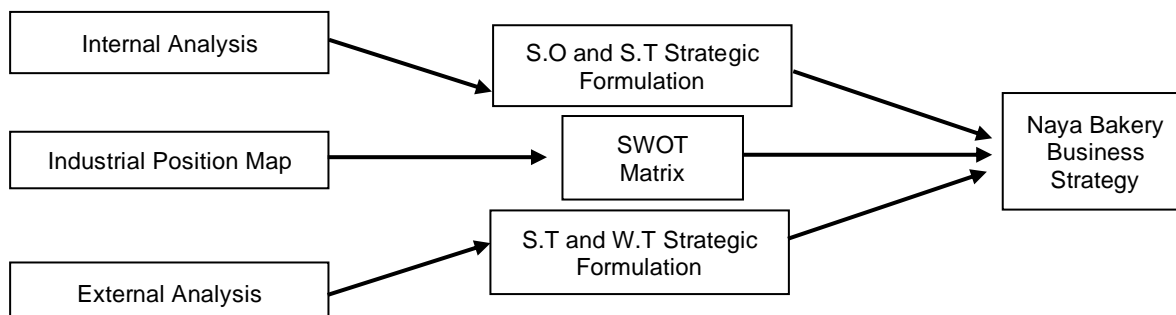 Internal Analysis
S.O and S.T Strategic
Formulation
Industrial Position Map
SWOT
Matrix
Naya Bakery
Business
Strategy
External Analysis
S.T and W.T Strategic
Formulation